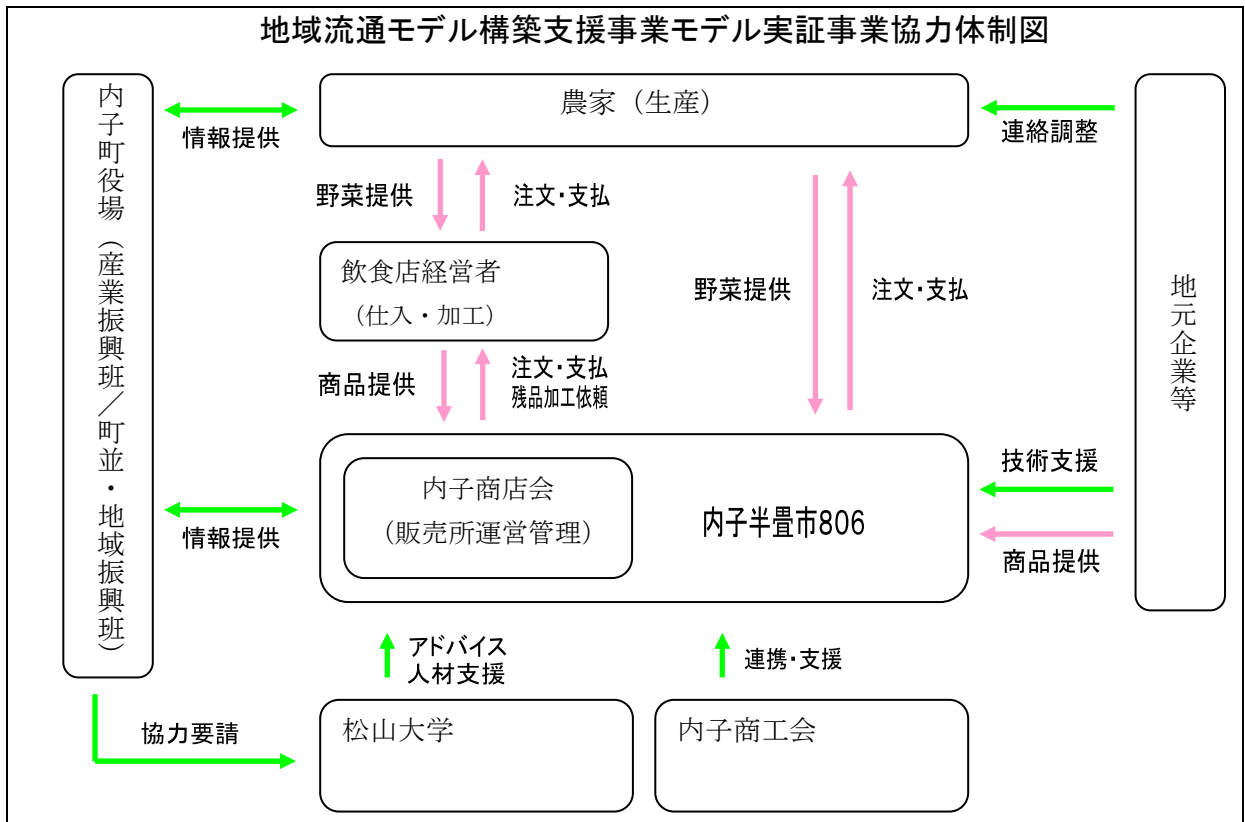 地域流通モデル構築支援事業モデル実証事業協力体制図
内子町役場（産業振興班／町並・地域振興班）
農家（生産）
情報提供
連絡調整
野菜提供
注文・支払
飲食店経営者
（仕入・加工）
野菜提供
注文・支払
地元企業等
商品提供
注文・支払
残品加工依頼
内子商店会
（販売所運営管理）
内子半畳市806
情報提供
技術支援
商品提供
アドバイス
人材支援
連携・支援
協力要請
松山大学
内子商工会